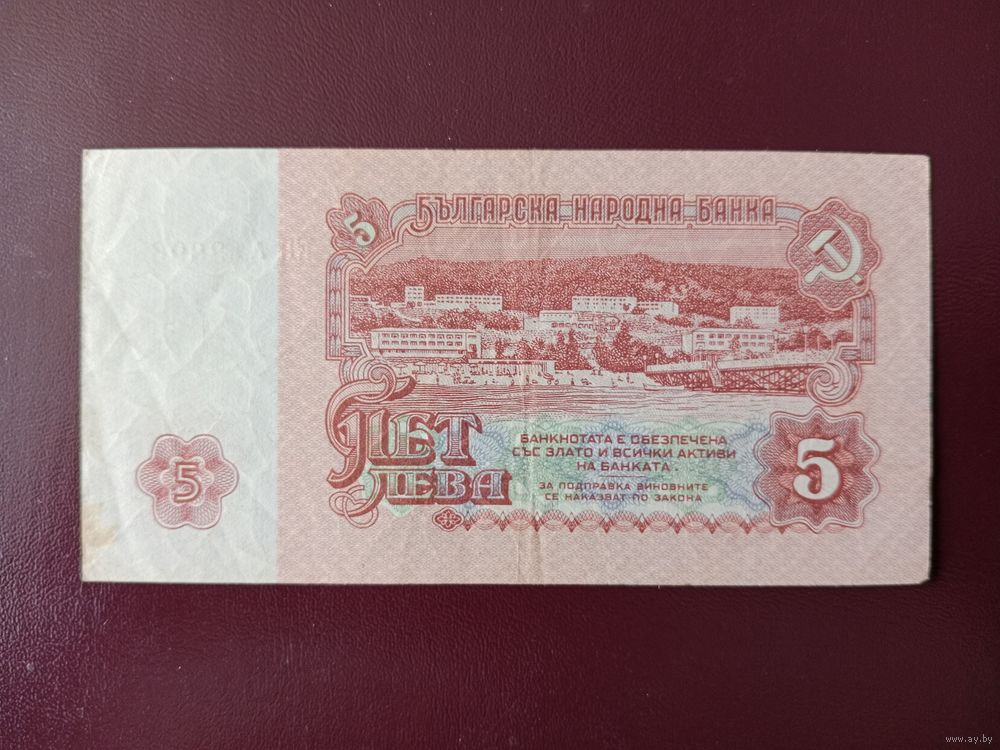 5 БЪЛГАРСКА НАРОДНА БАНКА
ПЕТ
ЛЕВА
БАНКНОТАТА Е ОБЕЗПЕЧЕНА
СЪС ЗЛАТО И ВСИЧКИ АКТИВИ
НА БАНКАТА.
ЗА ПОДПРАВКА ВИНОВНИТЕ
СЕ НАКАЗВАТ ПО ЗАКОНА
5
5
www.ay.by